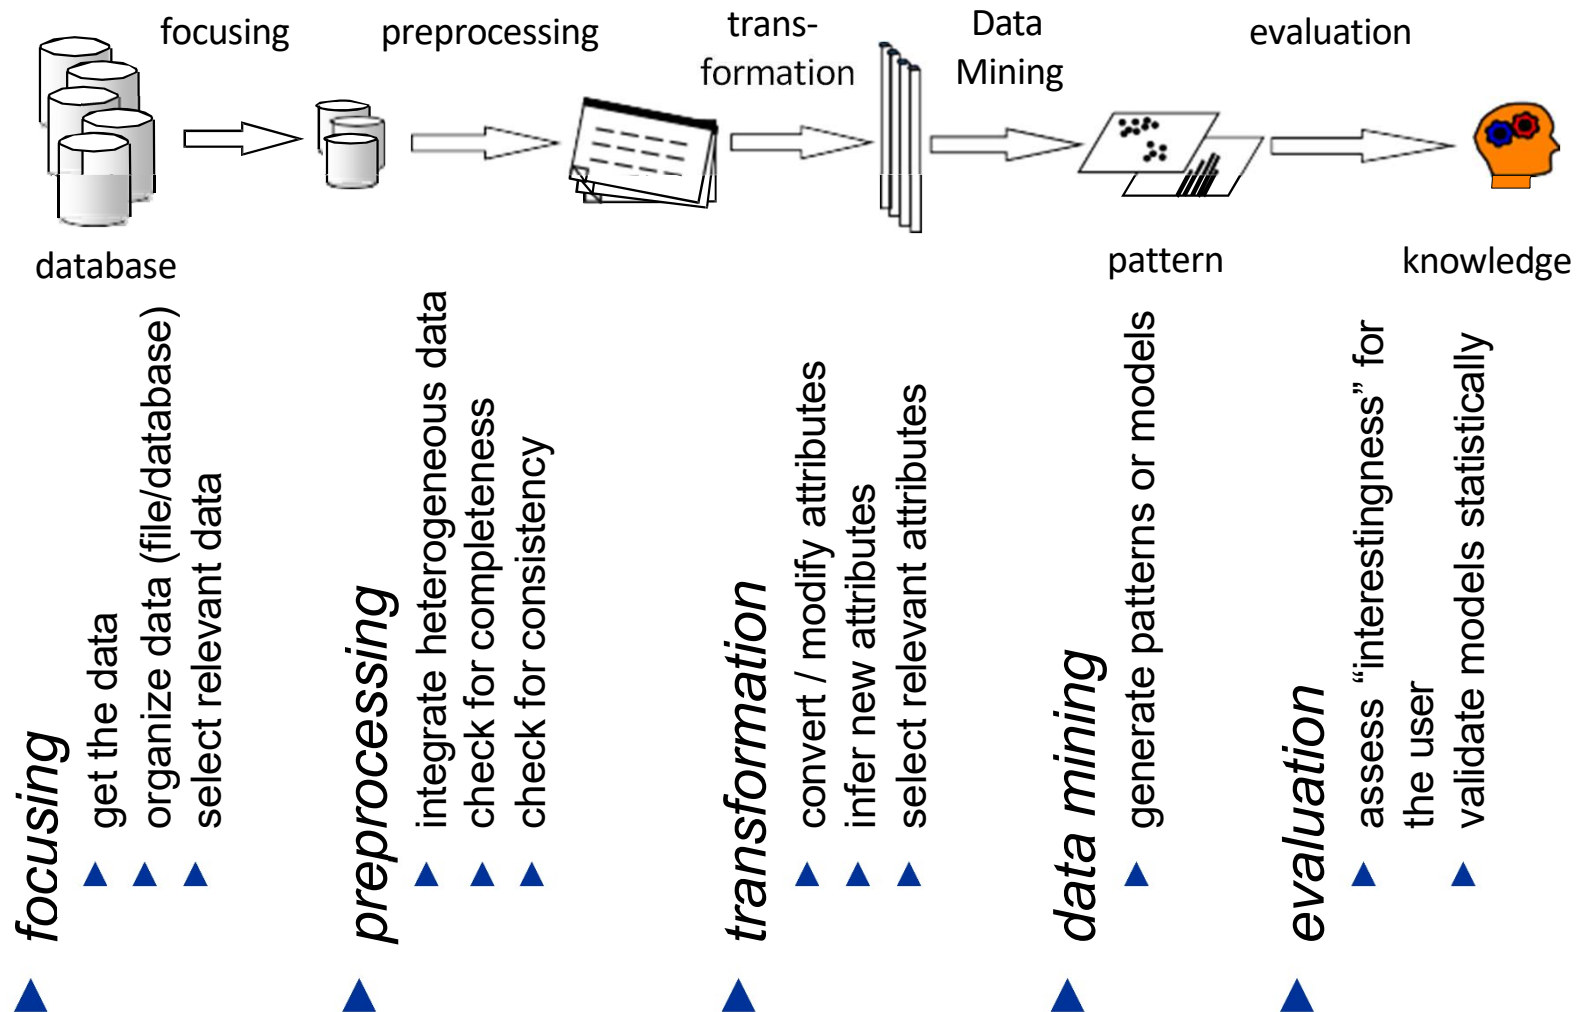 focusing
preprocessing
trans-
formation
Data
Mining
evaluation
database
pattern
knowledge
focusing
get the data
organize data (file/database)
select relevant data
preprocessing
integrate heterogeneous data
check for completeness
check for consistency
transformation
convert / modify attributes
infer new attributes
select relevant attributes
data mining
generate patterns or models
evaluation
assess “interestingness” for
the user
validate models statistically